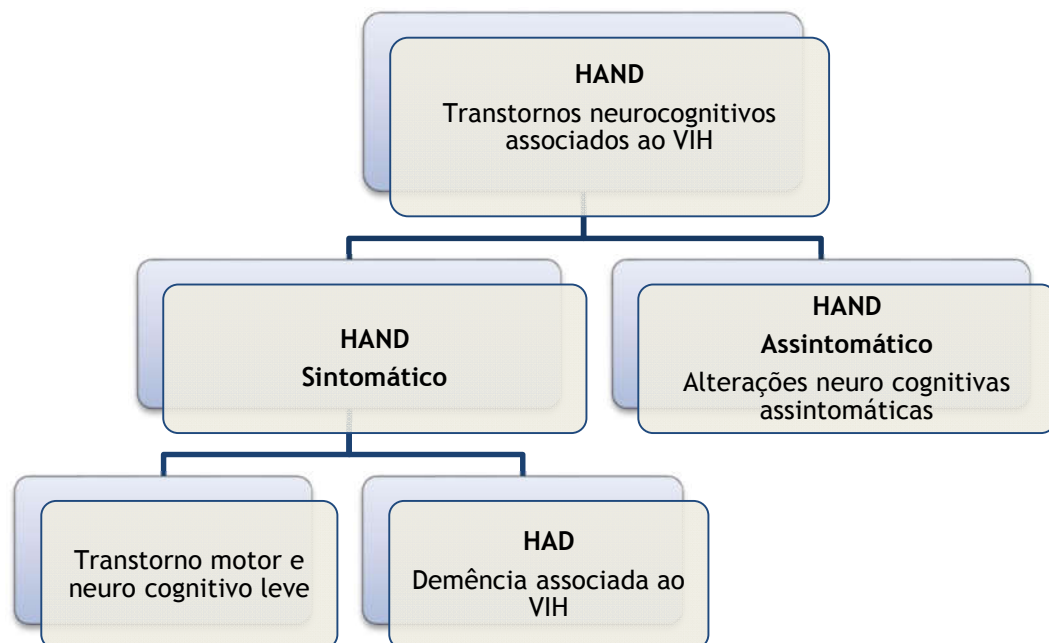 HAND
Transtornos neurocognitivos
associados ao VIH
HAND
Sintomático
HAND
Assintomático
Alterações neuro cognitivas
assintomáticas
Transtorno motor e
neuro cognitivo leve
HAD
Demência associada ao
VIH